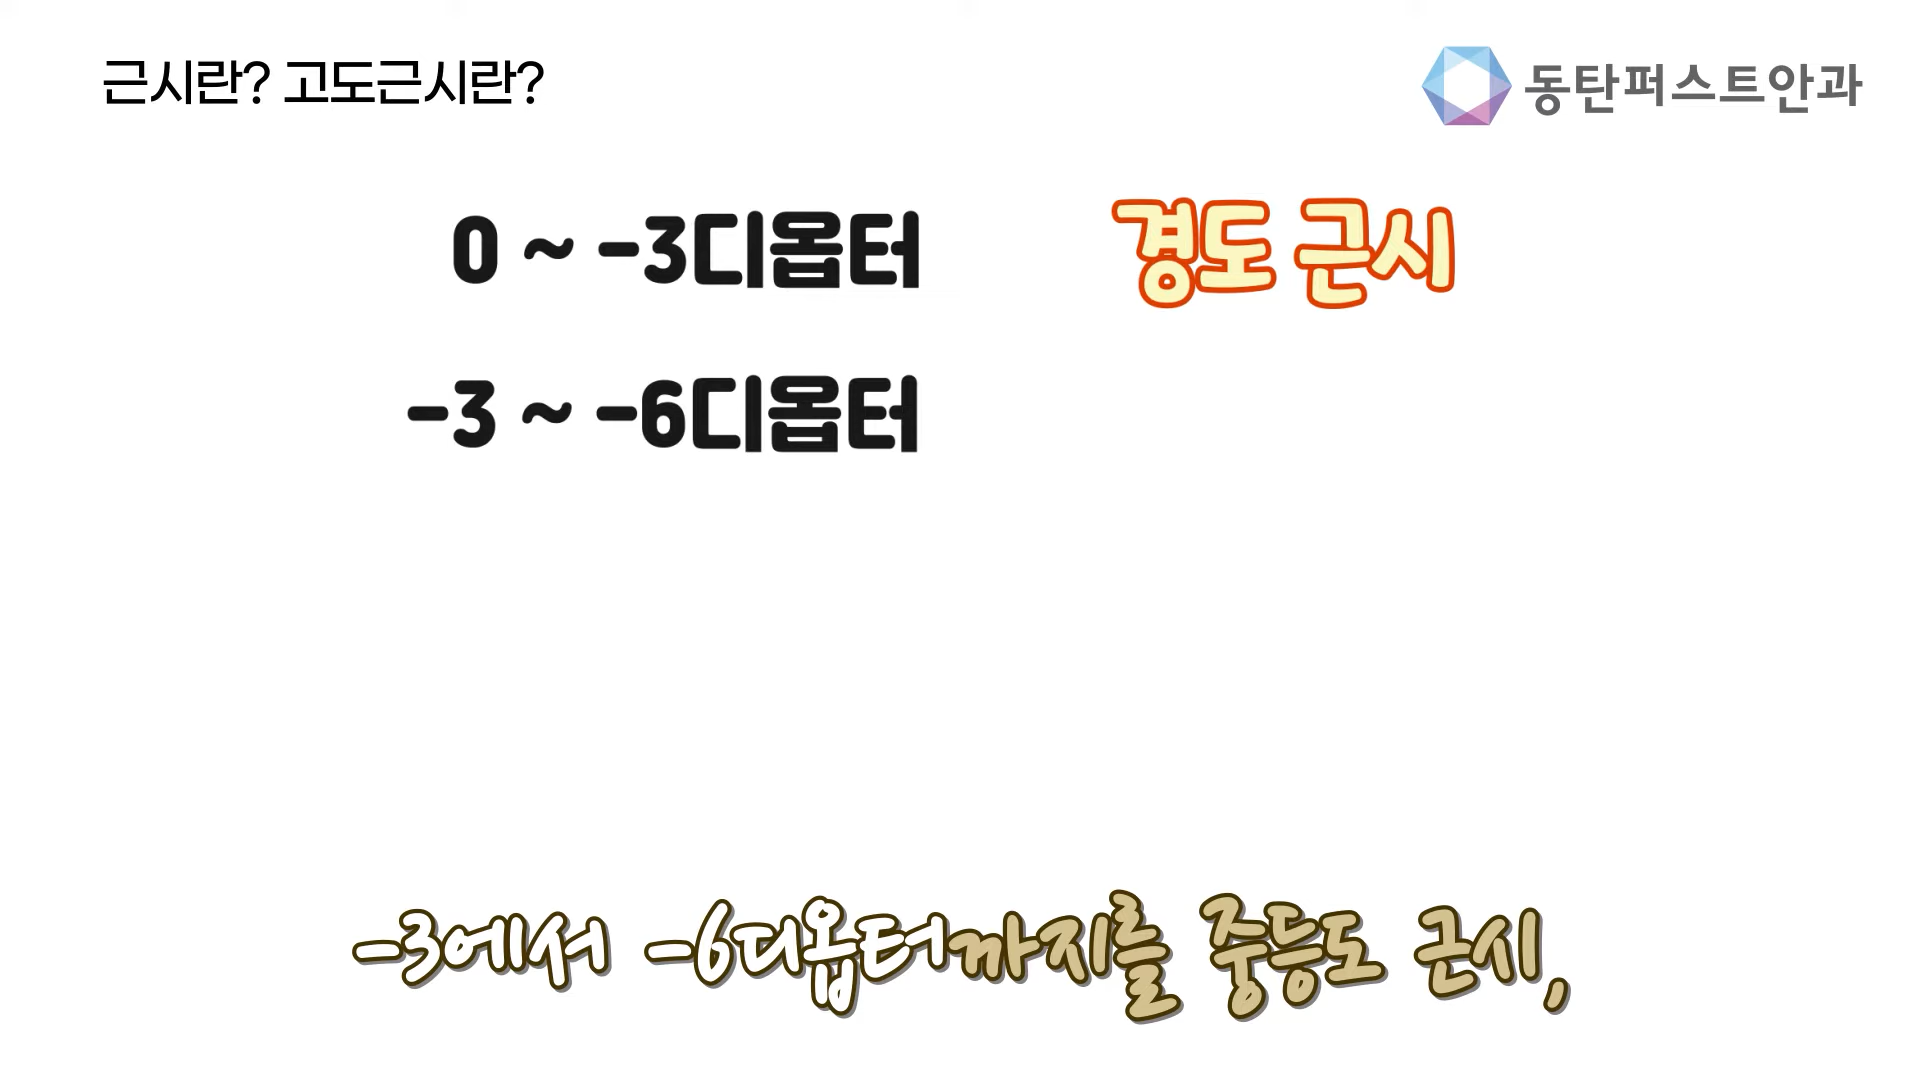 근시란? 고도근시란?
동탄퍼스트안과
0 ~ -3디옵터 경도 근시
-3 ~ -6디옵터
-3에서 -6디옵터까지를 중등도 근시,